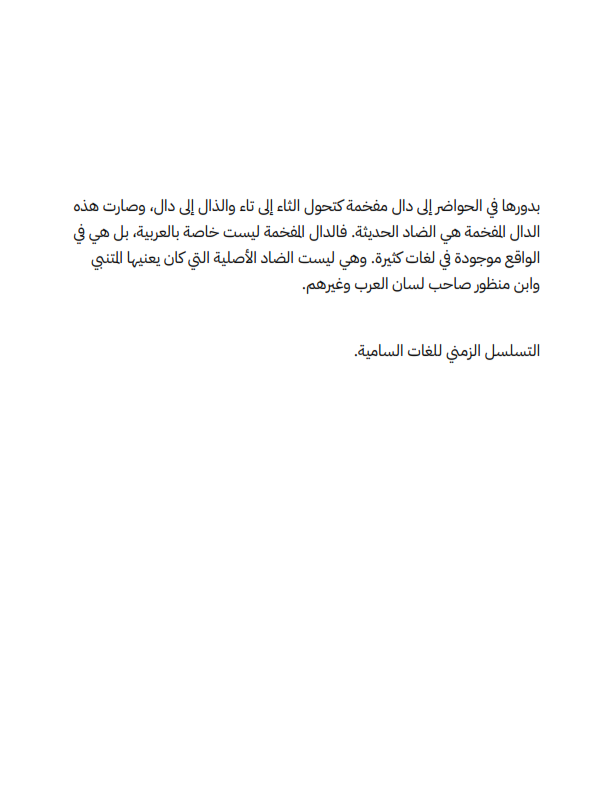 بدورها في الحواضر إلى دال مفخمة كتحول الثاء إلى تاء والذال إلى دال، وصارت هذه
الدال المفخمة هي الضاد الحديثة. فالدال المفخمة ليست خاصة بالعربية، بل هي في
الواقع موجودة في لغات كثيرة. وهي ليست الضاد الأصلية التي كان يعنيها المتنبي
وابن منظور صاحب لسان العرب وغيرهم.
التسلسل الزمني للغات السامية.